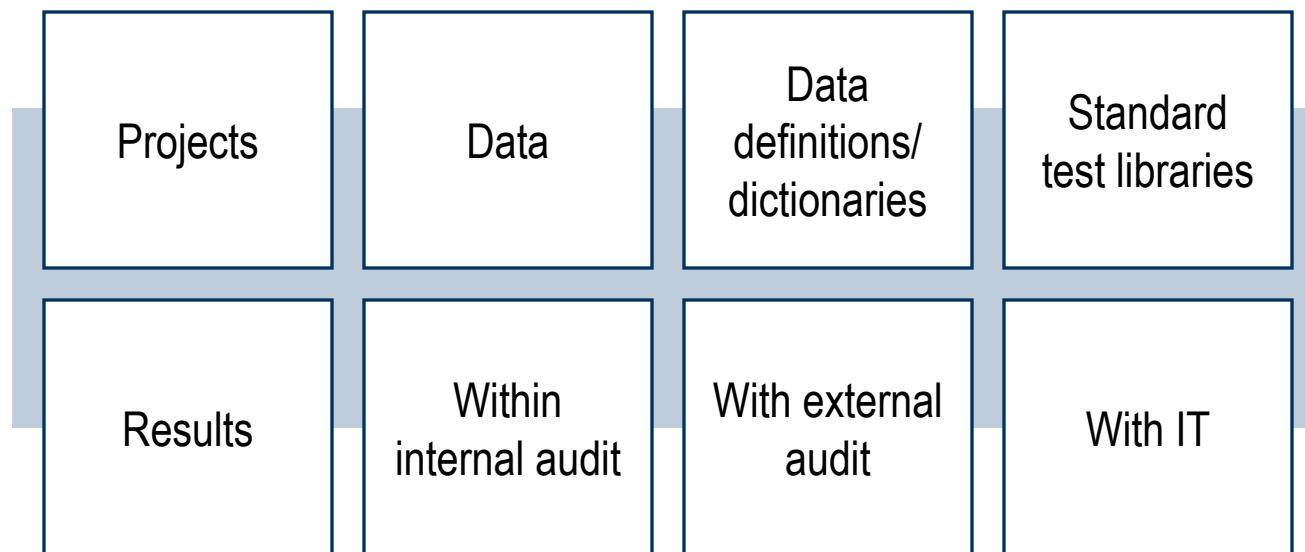 Projects
Data
Data
definitions/
dictionaries
Standard
test libraries
Results
Within
internal audit
With external
audit
With IT